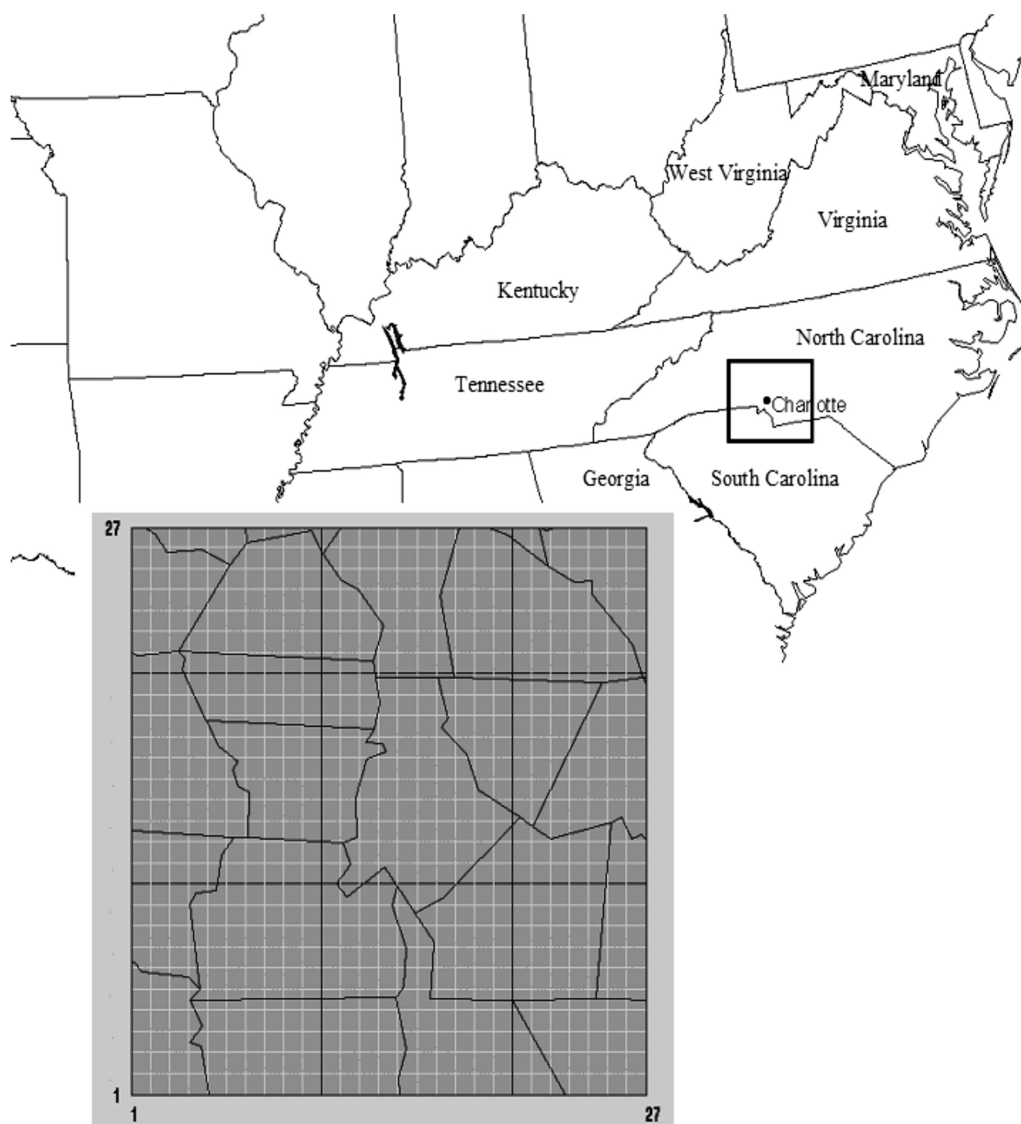 Maryland
West Virginia
Virginia
Kentucky
North Carolina
Tennessee
Charlotte
Georgia
South Carolina
27
1
1
27